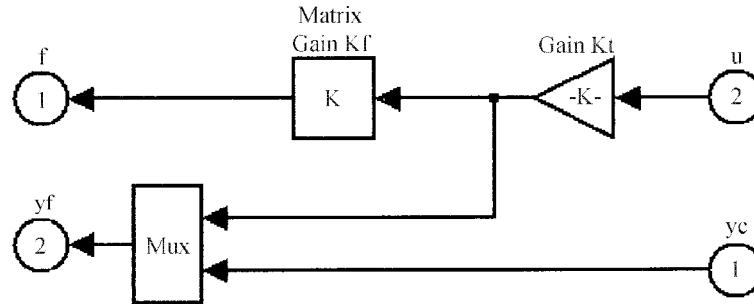 Matrix
f Gain Kf Gain Kt u
1 K -K- 2
yf yc
2 Mux 1